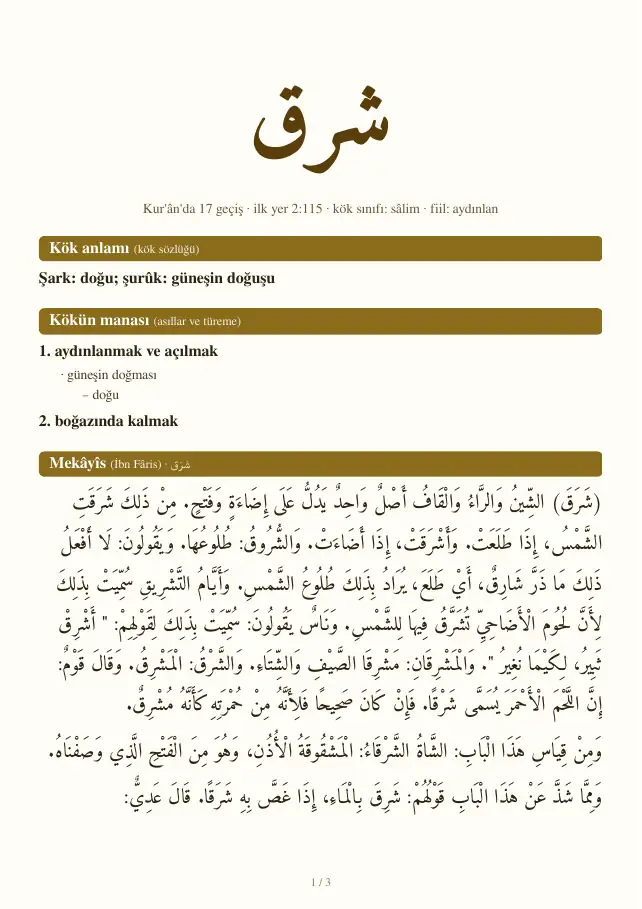 شرق
Kur'ân'da 17 geçiş · ilk yer 2:115 · kök sınıfı: sâlim · fiil: aydınlan
Kök anlamı (kök sözlüğü)
Şark: doğu; şurûk: güneşin doğuşu
Kökün manası (asıllar ve türeme)
1. aydınlanmak ve açılmak
· güneşin doğması
– doğu
2. boğazında kalmak
Mekâyîs (İbn Fâris) · شرق
(شَرَقَ) الشِّينُ وَالرَّاءُ وَالْقَافُ أَصْلٌ وَاحِدٌ يَدُلُّ عَلَى إِضَاءَةٍ وَفَتْحٍ. مِنْ ذَلِكَ شَرَقَتِ
الشَّمْسُ، إِذَا طَلَعَتْ. وَأَشْرَقَتْ، إِذَا أَضَاءَتْ. وَالشُّرُوقُ: طُلُوعُهَا. وَيَقُولُونَ: لَا أَفْعَلُ
ذَلِكَ مَا ذَرَّ شَارِقٌ، أَيْ طَلَعَ، يُرَادُ بِذَلِكَ طُلُوعُ الشَّمْسِ. وَأَيَّامُ التَّشْرِيقِ سُمِّيَتْ بِذَلِكَ
لِأَنَّ لُحُومَ الْأَضَاحِيِّ تُشَرَّقُ فِيهَا لِلشَّمْسِ. وَنَاسٌ يَقُولُونَ: سُمِّيَتْ بِذَلِكَ لِقَوْلِهِمْ: " أَشْرِقْ
ثَبِيرُ، لِكَيْمَا نُغِيرُ ". وَالْمَشْرِقَانِ: مَشْرِقَا الصَّيْفِ وَالشِّتَاءِ. وَالشَّرْقُ: الْمَشْرِقُ. وَقَالَ قَوْمٌ:
إِنَّ اللَّحْمَ الْأَحْمَرَ يُسَمَّى شَرْقًا. فَإِنْ كَانَ صَحِيحًا فَلِأَنَّهُ مِنْ حُمْرَتِهِ كَأَنَّهُ مُشْرِقٌ.
وَمِنْ قِيَاسِ هَذَا الْبَابِ: الشَّاةُ الشَّرْقَاءُ: الْمَشْقُوقَةُ الْأُذُنِ، وَهُوَ مِنَ الْفَتْحِ الَّذِي وَصَفْنَاهُ.
وَمِمَّا شَذَّ عَنْ هَذَا الْبَابِ قَوْلُهُمْ: شَرِقَ بِالْمَاءِ، إِذَا غَصَّ بِهِ شَرَقًا. قَالَ عَدِيٌّ:
1 / 3